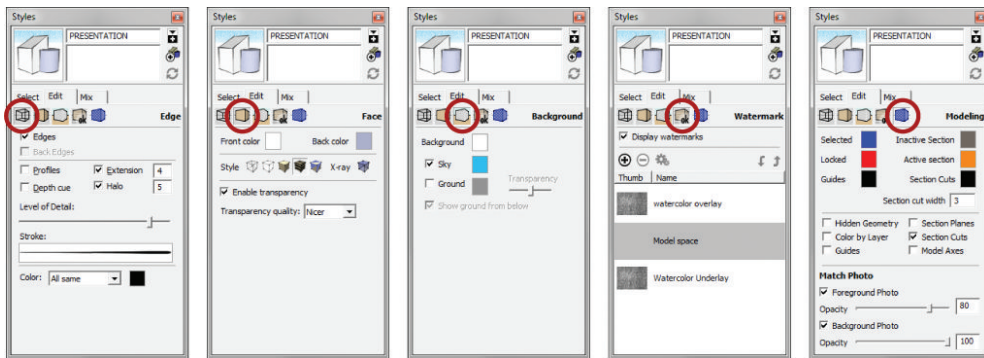 Styles
PRESENTATION
Select Edit Mix
Edge
Edges
Back Edges
Profiles Extension 4
Depth cue Halo 5
Level of Detail:
Stroke:
Color: All same
Styles
PRESENTATION
Select Edit Mix
Face
Front color Back color
Style X-ray
Enable transparency
Transparency quality: Nicer
Styles
PRESENTATION
Select Edit Mix
Background
Background
Sky
Ground Transparency
Show ground from below
Styles
PRESENTATION
Select Edit Mix
Watermark
Display watermarks
Thumb Name
watercolor overlay
Model space
Watercolor Underlay
Styles
PRESENTATION
Select Edit Mix
Modeling
Selected Inactive Section
Locked Active section
Guides Section Cuts
Section cut width 3
Hidden Geometry Section Planes
Color by Layer Section Cuts
Guides Model Axes
Match Photo
Foreground Photo
Opacity 80
Background Photo
Opacity 100